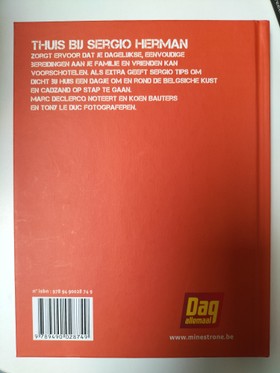 THUIS BIJ SERGIO HERMAN
ZORGT ERVOOR DAT JE DAGELIJKSE, EENVOUDIGE
BEREIDINGEN AAN JE FAMILIE EN VRIENDEN KAN
VOORSCHOTELEN. ALS EXTRA GEEFT SERGIO TIPS OM
DICHT BIJ HUIS EEN DAGJE OM EN ROND DE BELGISCHE KUST
EN CADZAND OP STAP TE GAAN.
MARC DECLERCQ NOTEERT EN KOEN BAUTERS
EN TONY LE DUC FOTOGRAFEREN.
9 789490 028749
Dag
allemaal
www.minestrone.be